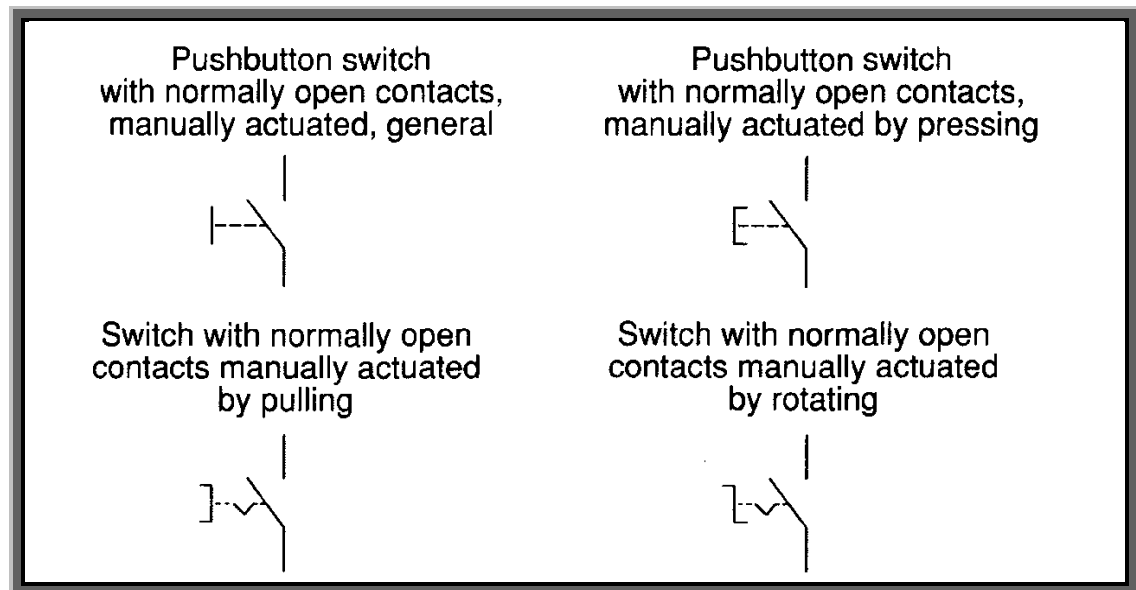 Pushbutton switch
with normally open contacts,
manually actuated, general
Pushbutton switch
with normally open contacts,
manually actuated by pressing
Switch with normally open
contacts manually actuated
by pulling
Switch with normally open
contacts manually actuated
by rotating